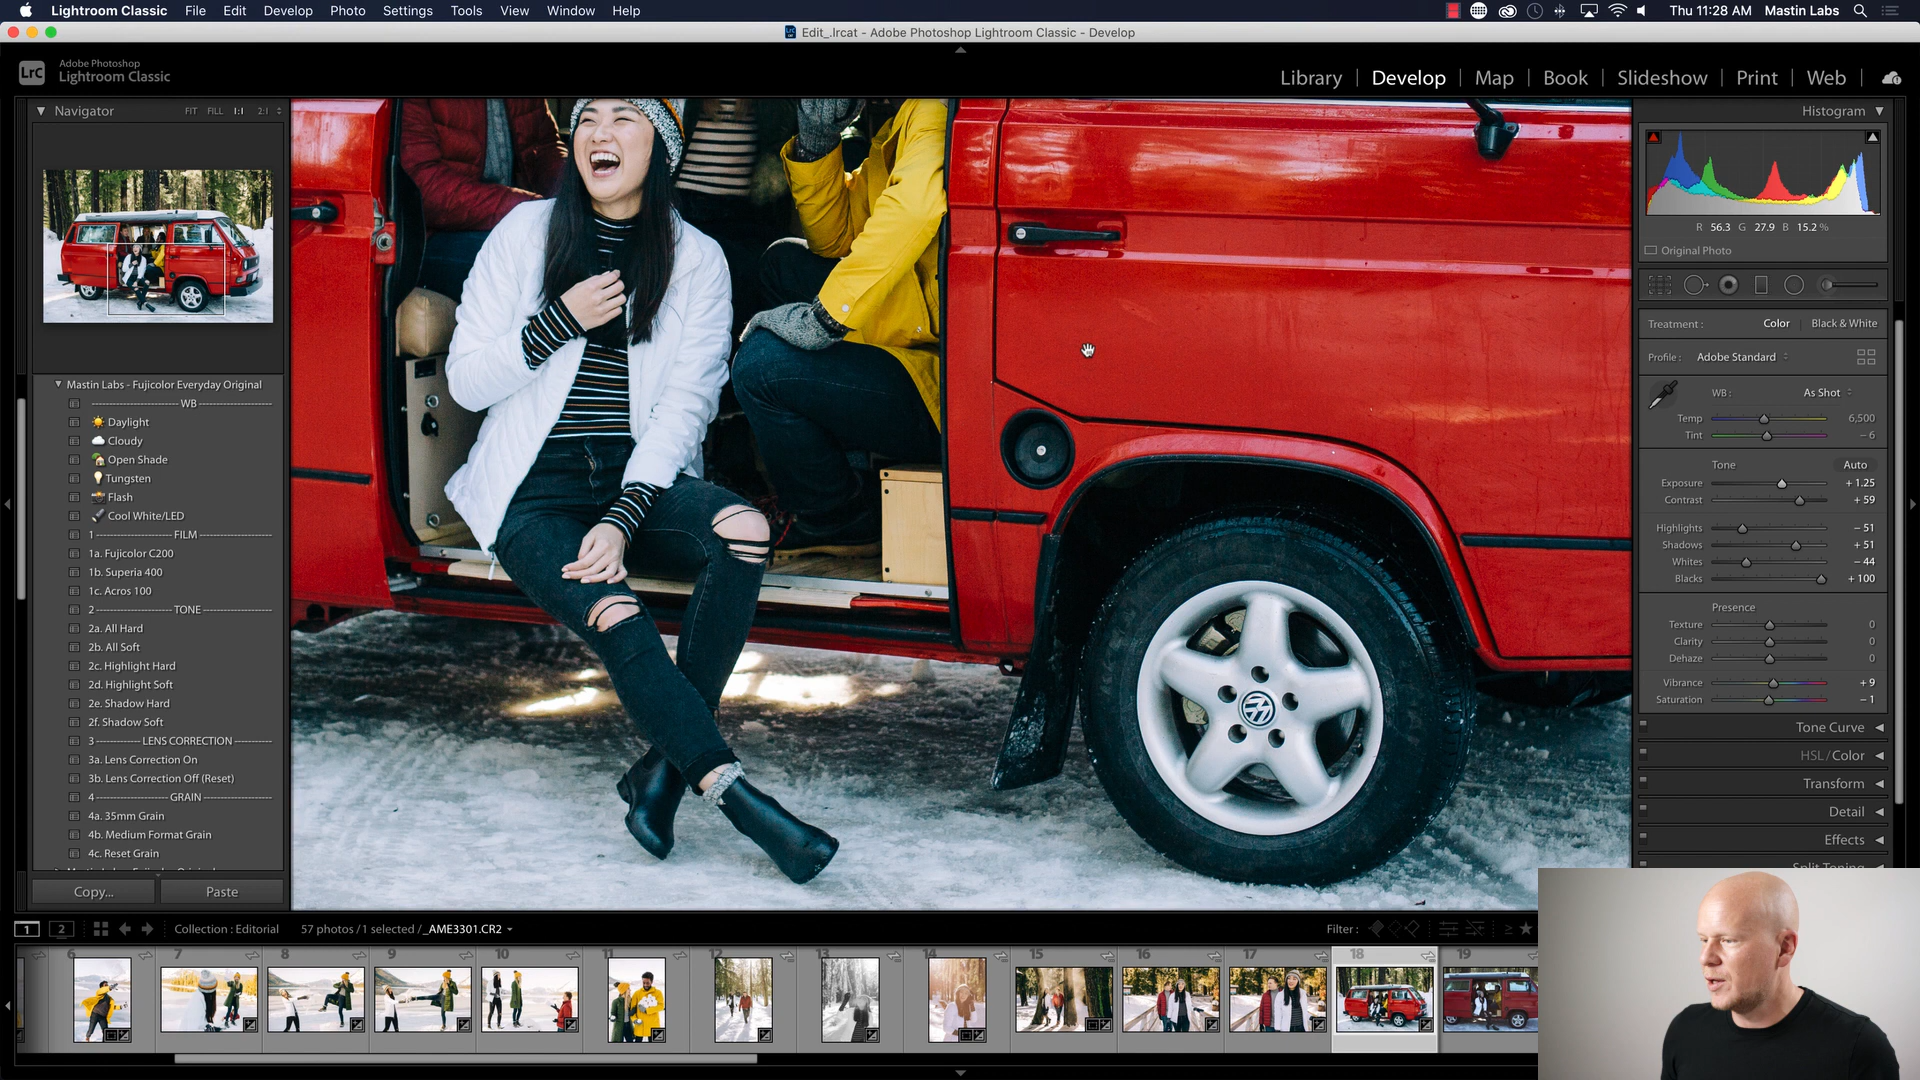 Lightroom Classic File Edit Develop Photo Settings Tools View Window Help Thu 11:28 AM Mastin Labs
Edit_.lrcat - Adobe Photoshop Lightroom Classic - Develop
LrC Adobe Photoshop
Lightroom Classic
Library | Develop | Map | Book | Slideshow | Print | Web
Navigator FIT FILL 1:1 2:1
Mastin Labs - Fujicolor Everyday Original
WB
Daylight
Cloudy
Open Shade
Tungsten
Flash
Cool White/LED
1 FILM
1a. Fujicolor C200
1b. Superia 400
1c. Acros 100
2 TONE
2a. All Hard
2b. All Soft
2c. Highlight Hard
2d. Highlight Soft
2e. Shadow Hard
2f. Shadow Soft
3 LENS CORRECTION
3a. Lens Correction On
3b. Lens Correction Off (Reset)
4 GRAIN
4a. 35mm Grain
4b. Medium Format Grain
4c. Reset Grain
Copy... Paste
Histogram
R 56.3 G 27.9 B 15.2 %
Original Photo
Treatment : Color | Black & White
Profile : Adobe Standard
WB : As Shot
Temp 6,500
Tint - 6
Tone Auto
Exposure + 1.25
Contrast + 59
Highlights - 51
Shadows + 51
Whites - 44
Blacks + 100
Presence
Texture 0
Clarity 0
Dehaze 0
Vibrance + 9
Saturation - 1
Tone Curve
HSL / Color
Transform
Detail
Effects
Split Toning
1 2 Collection : Editorial 57 photos / 1 selected / _AME3301.CR2 Filter : ≥
6 7 8 9 10 11 12 13 14 15 16 17 18 19